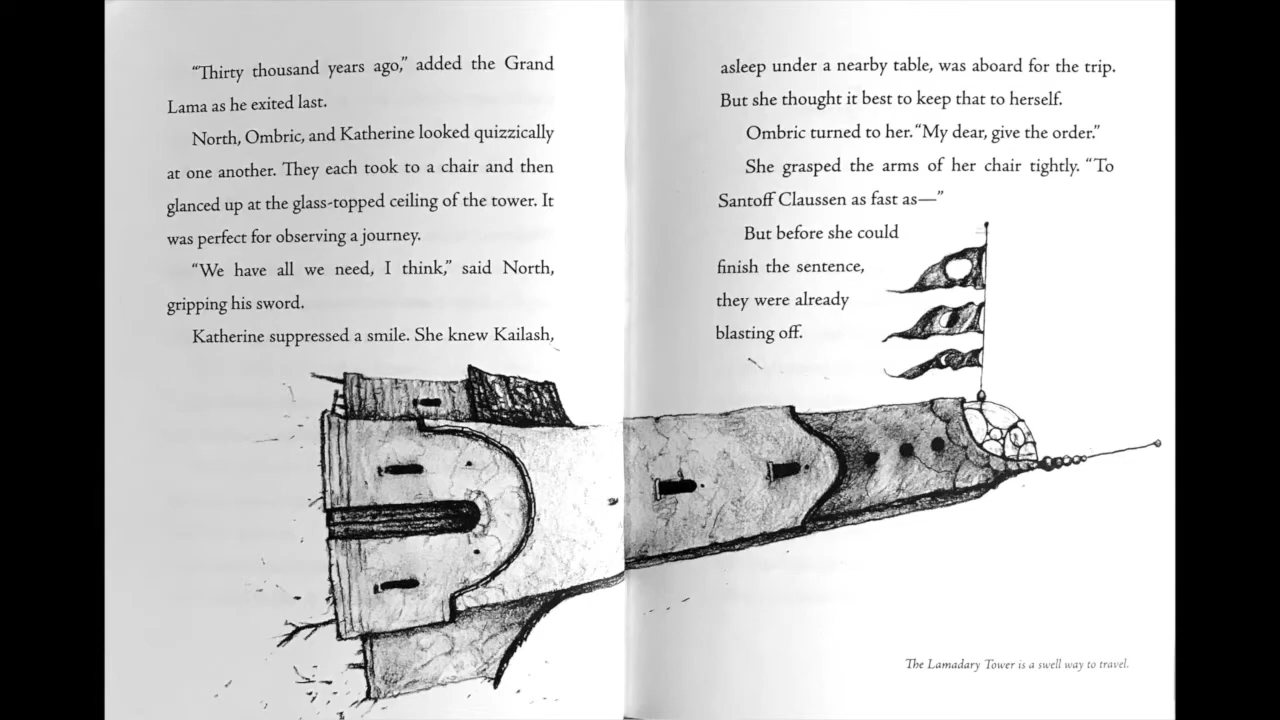 “Thirty thousand years ago,” added the Grand
Lama as he exited last.
North, Ombric, and Katherine looked quizzically
at one another. They each took to a chair and then
glanced up at the glass-topped ceiling of the tower. It
was perfect for observing a journey.
“We have all we need, I think,” said North,
gripping his sword.
Katherine suppressed a smile. She knew Kailash,
asleep under a nearby table, was aboard for the trip.
But she thought it best to keep that to herself.
Ombric turned to her. “My dear, give the order.”
She grasped the arms of her chair tightly. “To
Santoff Claussen as fast as—”
But before she could
finish the sentence,
they were already
blasting off.
The Lamadary Tower is a swell way to travel.